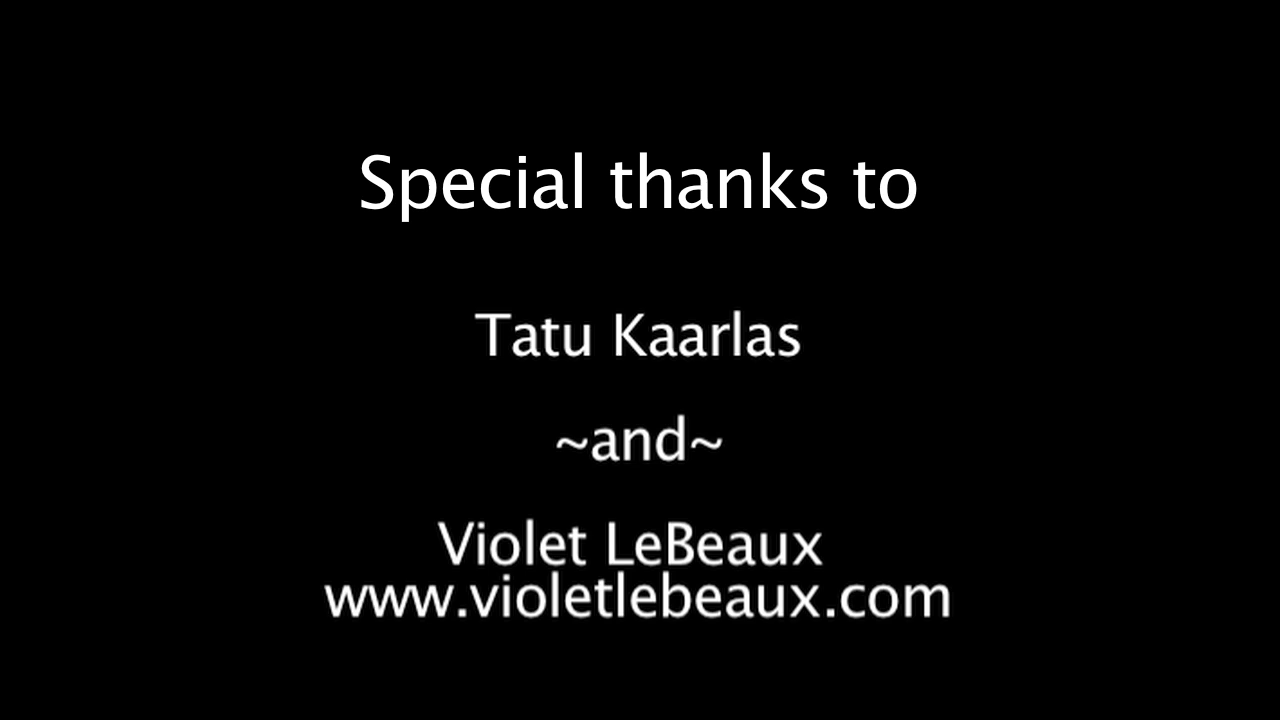 Special thanks to
Tatu Kaarlas
~and~
Violet LeBeaux
www.violetlebeaux.com